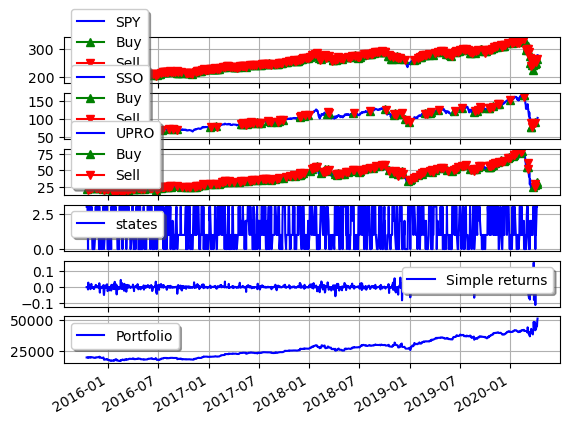 SPY
Buy
Sell
300
200
SSO
Buy
Sell
150
100
50
UPRO
Buy
Sell
75
50
25
states
2.5
0.0
Simple returns
0.1
0.0
−0.1
Portfolio
50000
25000
2016-01 2016-07 2017-01 2017-07 2018-01 2018-07 2019-01 2019-07 2020-01